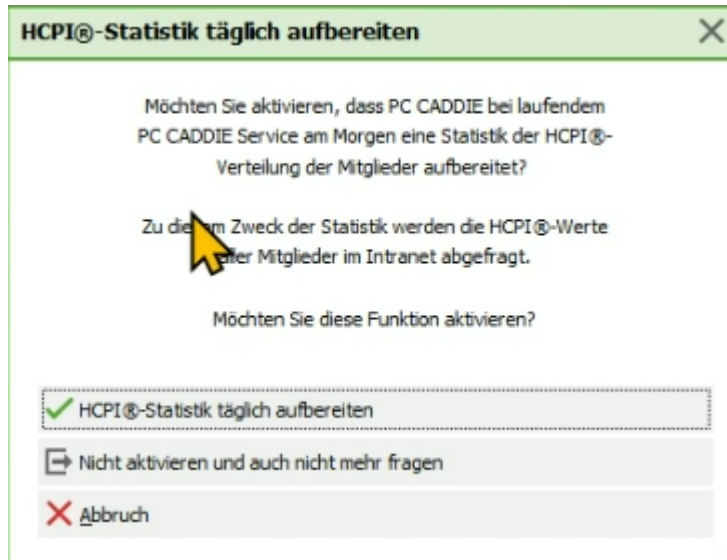 HCPI®-Statistik täglich aufbereiten
Möchten Sie aktivieren, dass PC CADDIE bei laufendem
PC CADDIE Service am Morgen eine Statistik der HCPI®-
Verteilung der Mitglieder aufbereitet?
Zu Zweck der Statistik werden die HCPI®-Werte
Mitglieder im Intranet abgefragt.
Möchten Sie diese Funktion aktivieren?
HCPI®-Statistik täglich aufbereiten
Nicht aktivieren und auch nicht mehr fragen
Abbruch